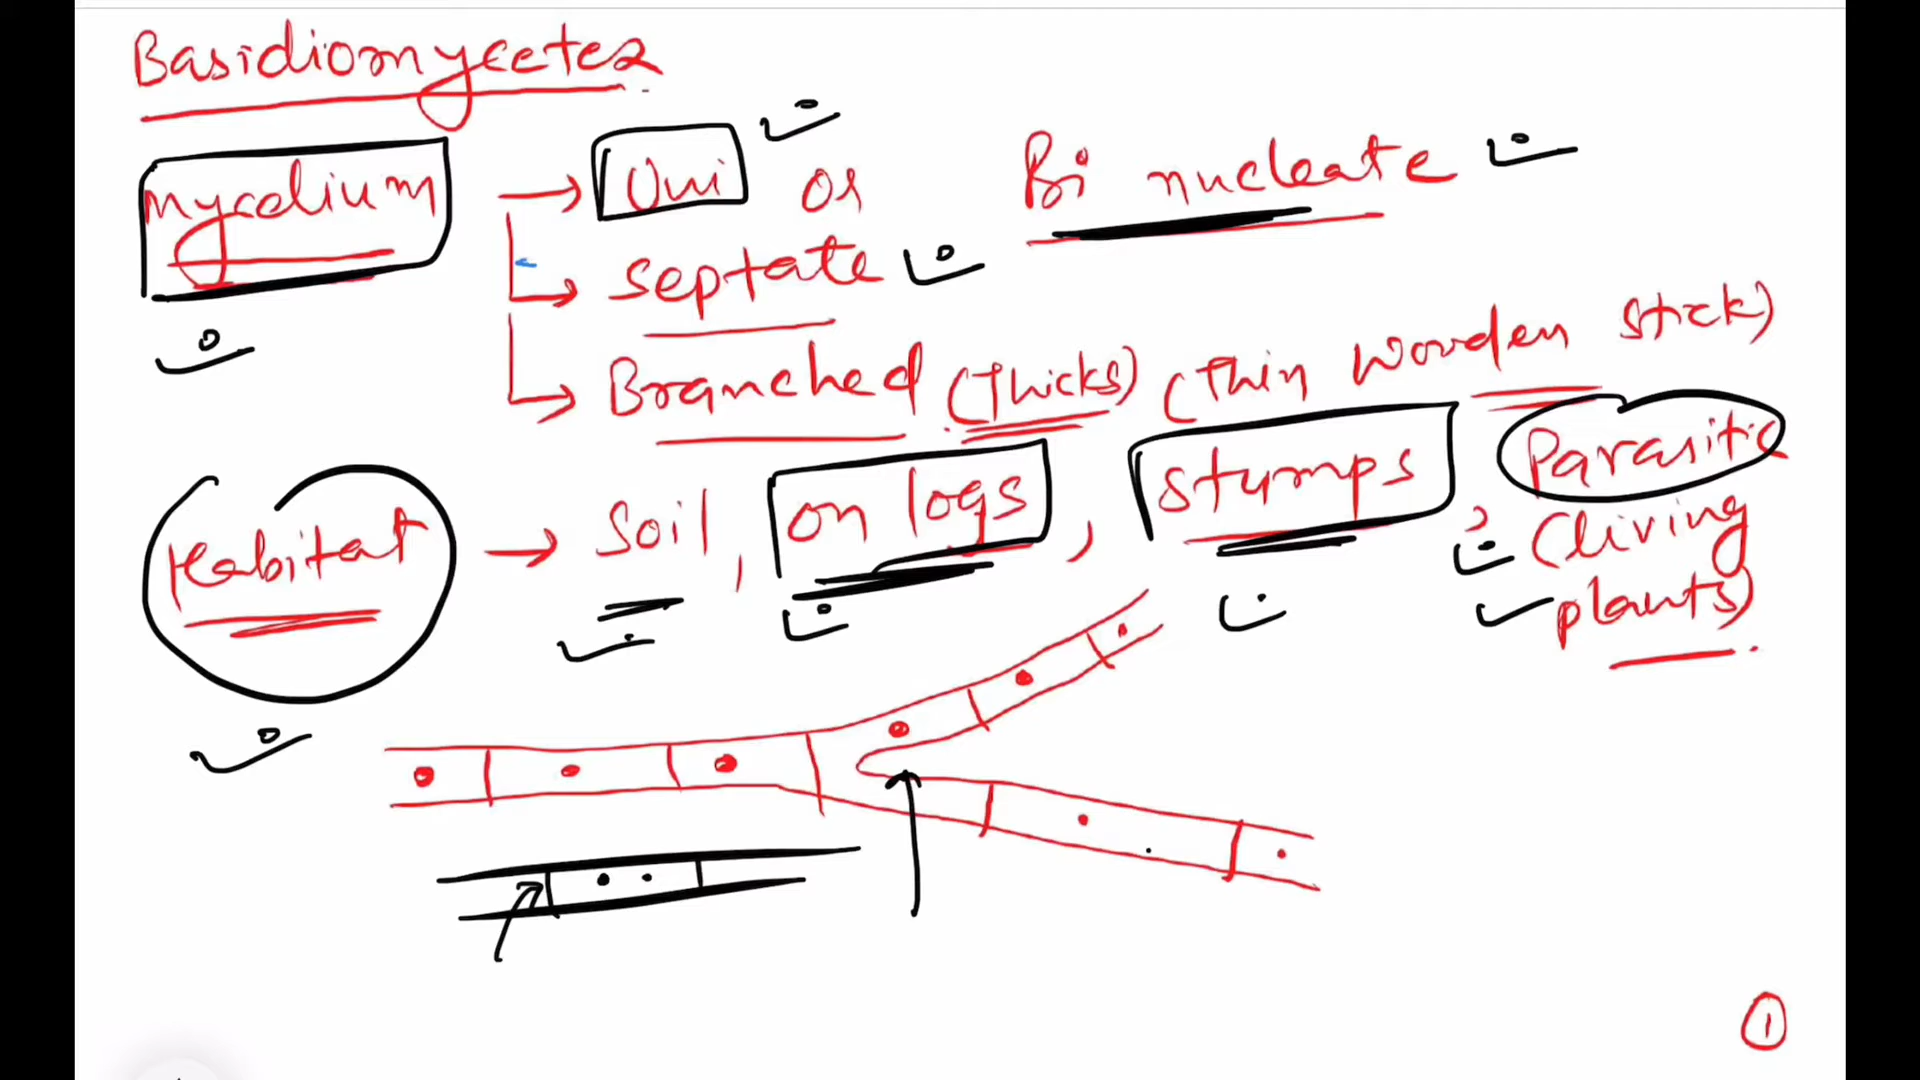 Basidiomycetes
Mycelium → Uni or Bi nucleate
→ septate
→ Branched (Thicks) (Thin Wooden Stick)
Habitat → Soil, on logs, stumps, Parasitic
(living
plants)
1